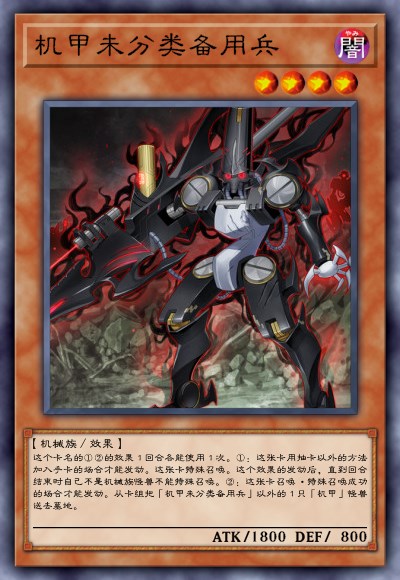 机甲未分类备用兵
やみ
闇
【机械族／效果】
这个卡名的①②的效果1回合各能使用1次。①：这张卡用抽卡以外的方法
加入手卡的场合才能发动。这张卡特殊召唤。这个效果的发动后，直到回合
结束时自己不是机械族怪兽不能特殊召唤。②：这张卡召唤·特殊召唤成功
的场合才能发动。从卡组把「机甲未分类备用兵」以外的1只「机甲」怪兽
送去墓地。
ATK/1800 DEF/ 800